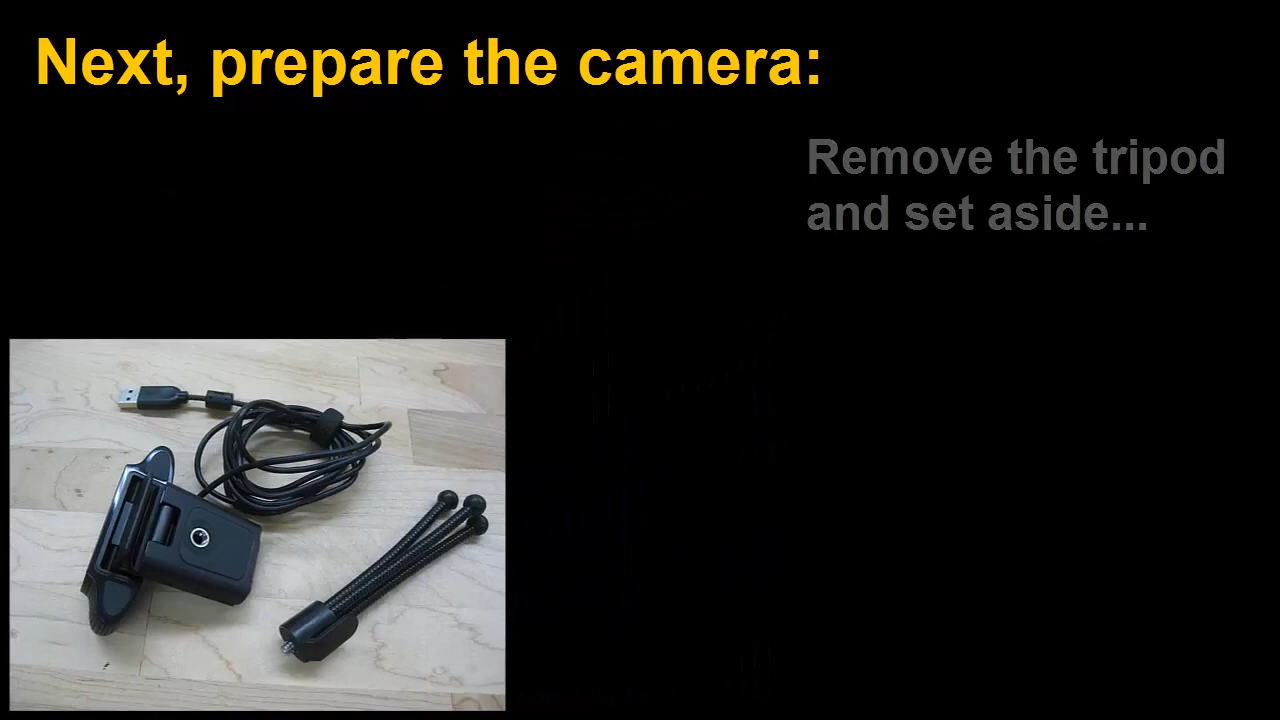 Next, prepare the camera:
Remove the tripod
and set aside...